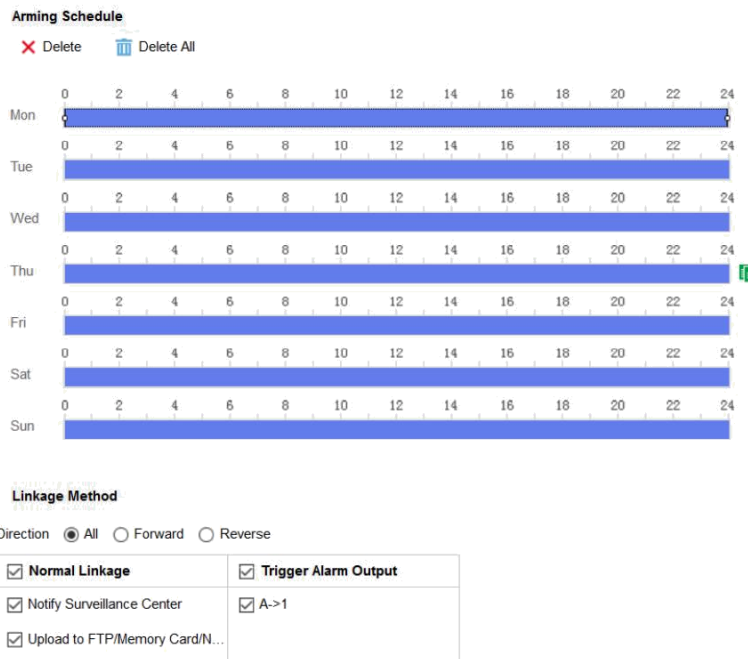 Arming Schedule
Delete Delete All
0 2 4 6 8 10 12 14 16 18 20 22 24
Mon
0 2 4 6 8 10 12 14 16 18 20 22 24
Tue
0 2 4 6 8 10 12 14 16 18 20 22 24
Wed
0 2 4 6 8 10 12 14 16 18 20 22 24
Thu
0 2 4 6 8 10 12 14 16 18 20 22 24
Fri
0 2 4 6 8 10 12 14 16 18 20 22 24
Sat
0 2 4 6 8 10 12 14 16 18 20 22 24
Sun
Linkage Method
Direction All Forward Reverse
Normal Linkage Trigger Alarm Output
Notify Surveillance Center A->1
Upload to FTP/Memory Card/N...